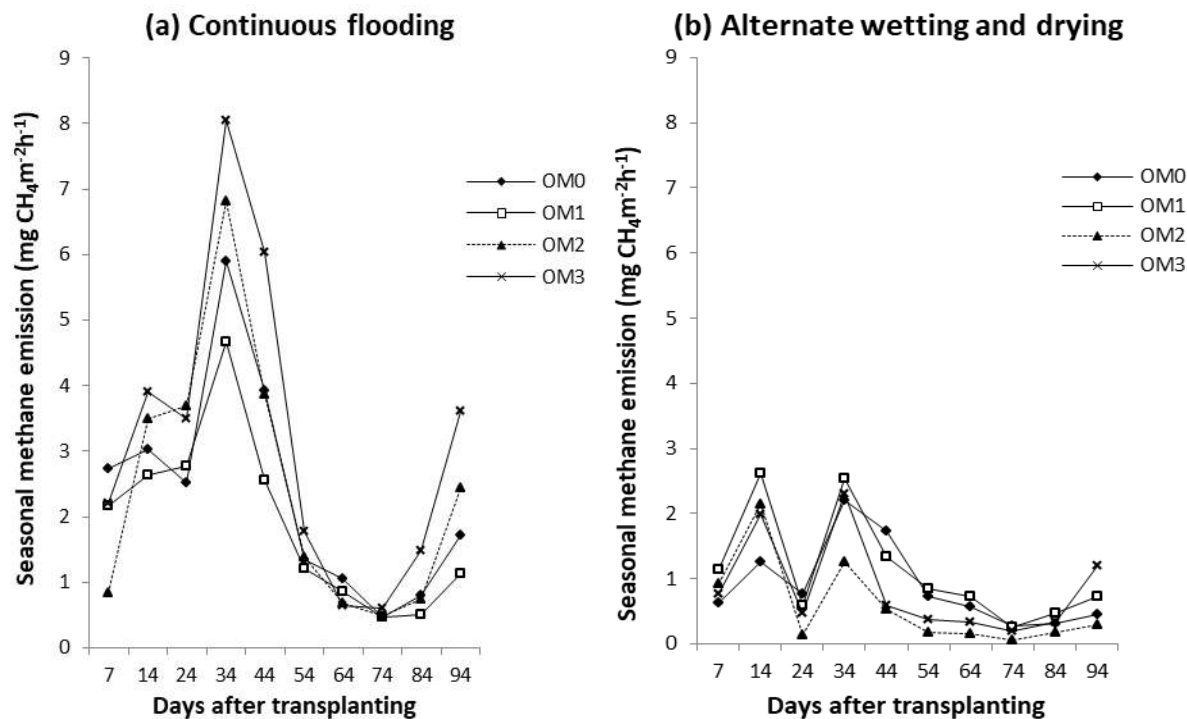 (a) Continuous flooding
Seasonal methane emission (mg CH₄m⁻²h⁻¹)
9
8
7
6
5
4
3
2
1
0
7 14 24 34 44 54 64 74 84 94
Days after transplanting
OM0
OM1
OM2
OM3
(b) Alternate wetting and drying
Seasonal methane emission (mg CH₄m⁻²h⁻¹)
9
8
7
6
5
4
3
2
1
0
7 14 24 34 44 54 64 74 84 94
Days after transplanting
OM0
OM1
OM2
OM3